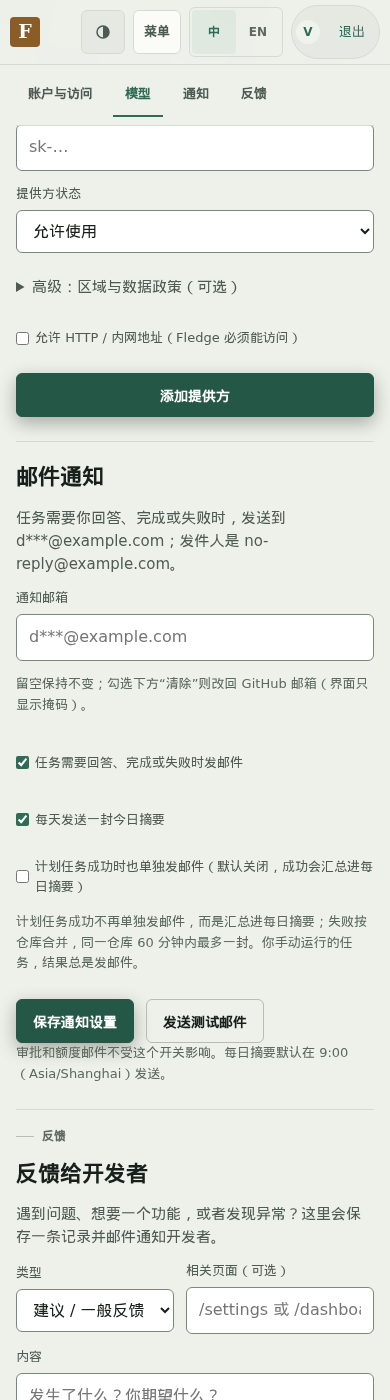 F
菜单
中
EN
V
退出
账户与访问
模型
通知
反馈
sk-...
提供方状态
允许使用
高级：区域与数据政策（可选）
允许 HTTP / 内网地址（Fledge 必须能访问）
添加提供方
邮件通知
任务需要你回答、完成或失败时，发送到
d***@example.com；发件人是 no-
reply@example.com。
通知邮箱
d***@example.com
留空保持不变；勾选下方“清除”则改回 GitHub 邮箱（界面只
显示掩码）。
任务需要回答、完成或失败时发邮件
每天发送一封今日摘要
计划任务成功时也单独发邮件（默认关闭，成功会汇总进每
日摘要）
计划任务成功不再单独发邮件，而是汇总进每日摘要；失败按
仓库合并，同一仓库 60 分钟内最多一封。你手动运行的任
务，结果总是发邮件。
保存通知设置
发送测试邮件
审批和额度邮件不受这个开关影响。每日摘要默认在 9:00
（Asia/Shanghai）发送。
反馈
反馈给开发者
遇到问题、想要一个功能，或者发现异常？这里会保
存一条记录并邮件通知开发者。
类型
相关页面（可选）
建议 / 一般反馈
/settings 或 /dashboa
内容
发生了什么？你期望什么？